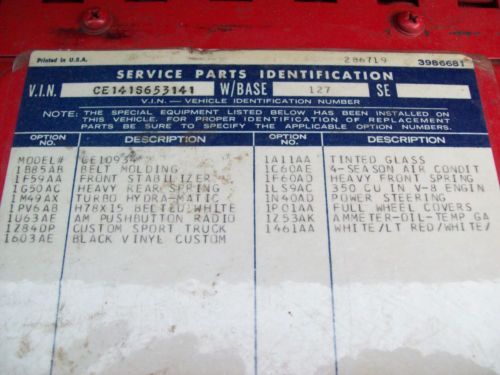 Printed in U.S.A.
286719
3986681
SERVICE PARTS IDENTIFICATION
V.I.N. CE141S653141 W/BASE 127 SE
V.I.N. — VEHICLE IDENTIFICATION NUMBER
NOTE: THE SPECIAL EQUIPMENT LISTED BELOW HAS BEEN INSTALLED ON
THIS VEHICLE. FOR PROPER IDENTIFICATION OF REPLACEMENT
PARTS BE SURE TO SPECIFY THE APPLICABLE OPTION NUMBERS.
OPTION NO. DESCRIPTION OPTION NO. DESCRIPTION
MODEL# CE10934 1A11AA TINTED GLASS
1B85AB BELT MOLDING 1C60AE 4-SEASON AIR CONDIT
1F59AA FRONT STABILIZER 1F60AD HEAVY FRONT SPRING
1G50AC HEAVY REAR SPRING 1LS9AC 350 CU IN V-8 ENGIN
1M49AX TURBO HYDRA-MATIC 1N40AD POWER STEERING
1PV6AB H78X15 BELTED WHITE 1P01AA FULL WHEEL COVERS
1U63AE AM PUSHBUTTON RADIO 1Z53AK AMMETER-OIL-TEMP GA
1Z84DP CUSTOM SPORT TRUCK 1461AA WHITE/LT RED/WHITE/
1603AE BLACK VINYL CUSTOM